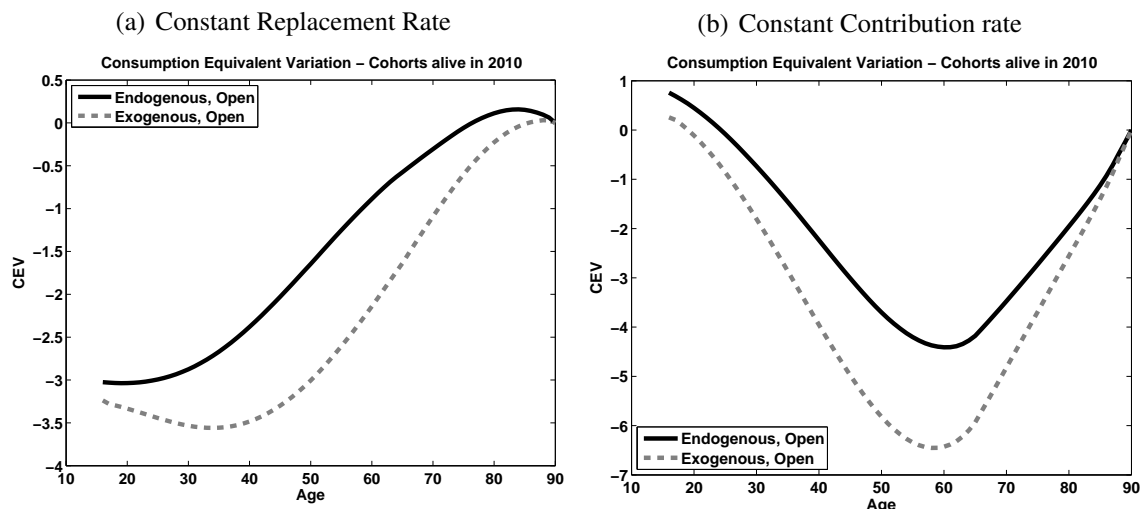 (a) Constant Replacement Rate
Consumption Equivalent Variation – Cohorts alive in 2010
0.5
0
−0.5
−1
−1.5
−2
−2.5
−3
−3.5
−4
CEV
Endogenous, Open
Exogenous, Open
10 20 30 40 50 60 70 80 90
Age
(b) Constant Contribution rate
Consumption Equivalent Variation – Cohorts alive in 2010
1
0
−1
−2
−3
−4
−5
−6
−7
CEV
Endogenous, Open
Exogenous, Open
10 20 30 40 50 60 70 80 90
Age